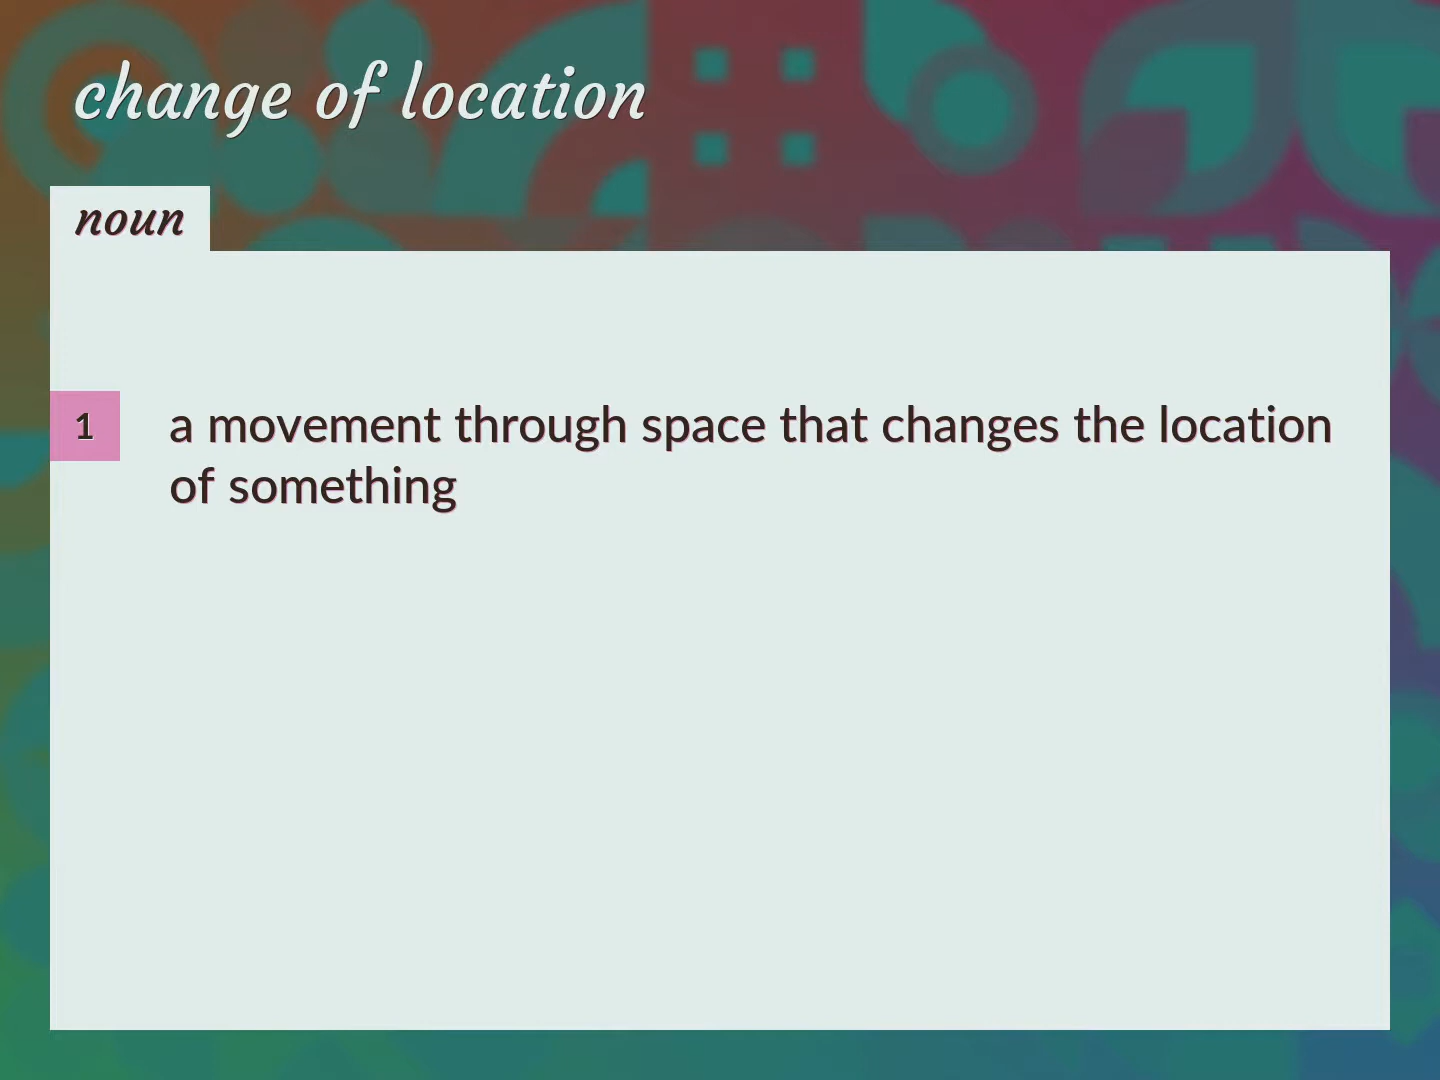 change of location
noun
1
a movement through space that changes the location
of something